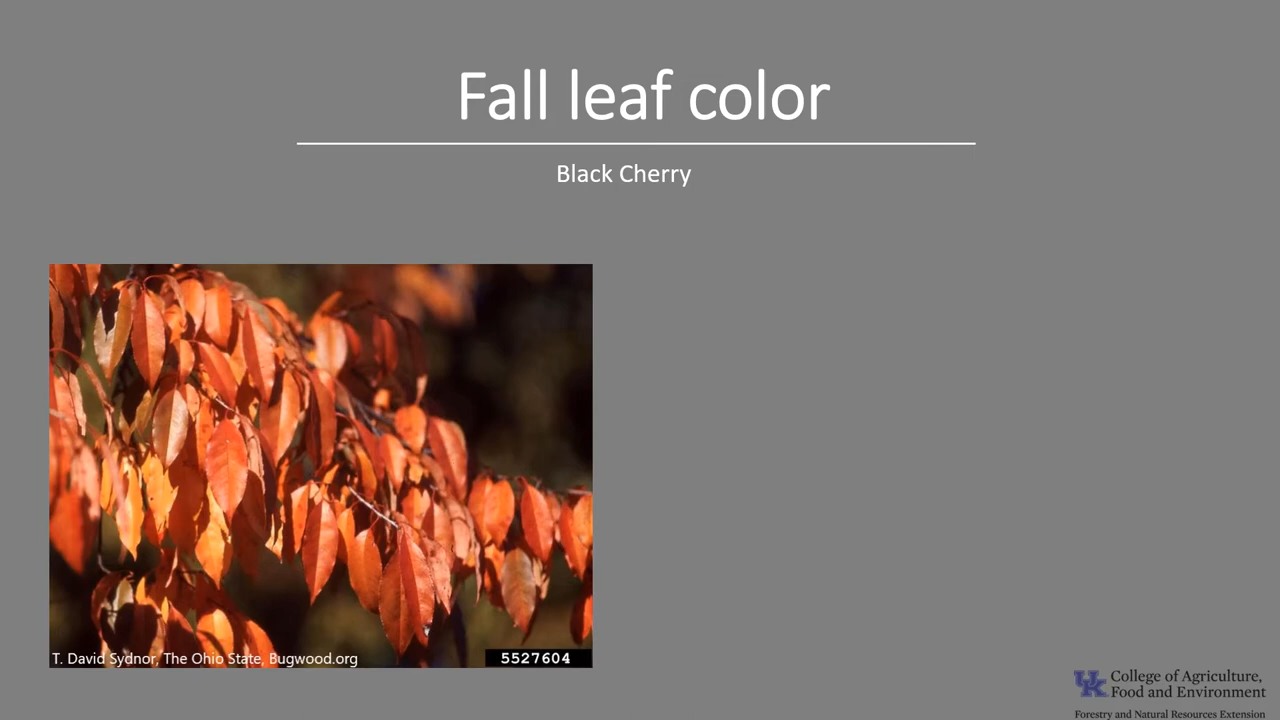 Fall leaf color
Black Cherry
T. David Sydnor, The Ohio State, Bugwood.org
5527604
UK
College of Agriculture,
Food and Environment
Forestry and Natural Resources Extension